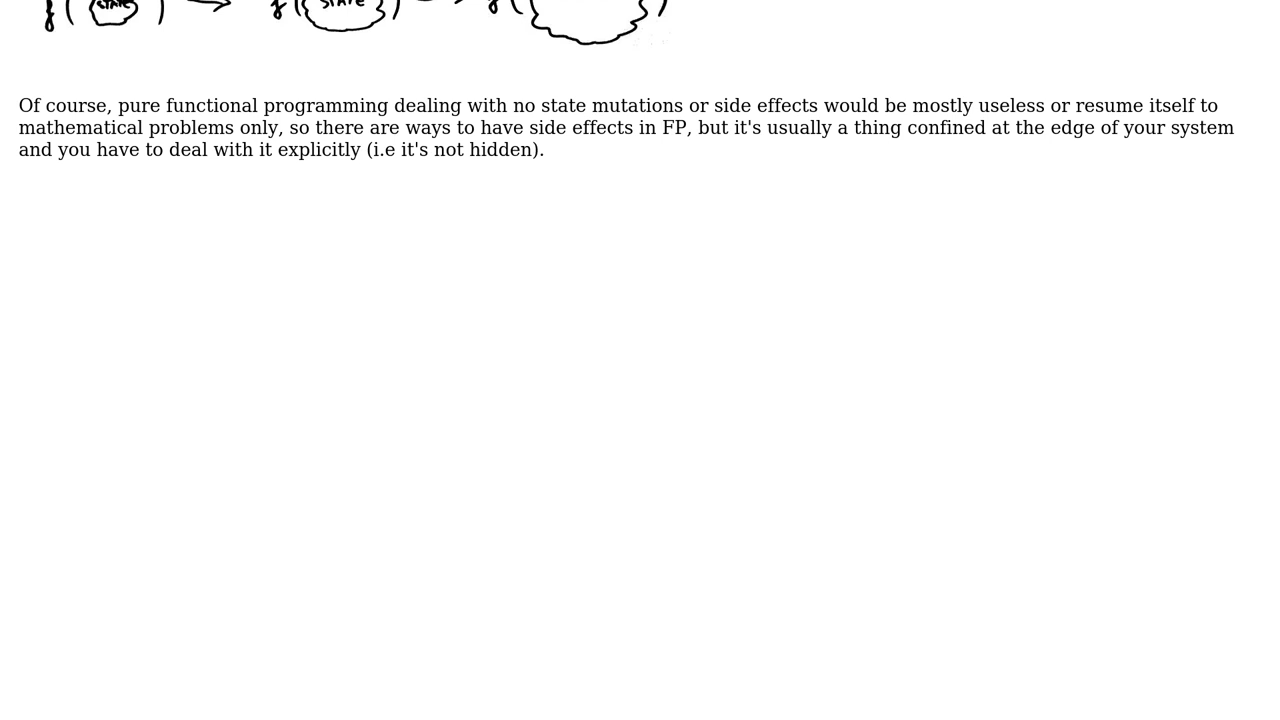 f(STATE) → f(STATE) → f( )
Of course, pure functional programming dealing with no state mutations or side effects would be mostly useless or resume itself to
mathematical problems only, so there are ways to have side effects in FP, but it's usually a thing confined at the edge of your system
and you have to deal with it explicitly (i.e it's not hidden).